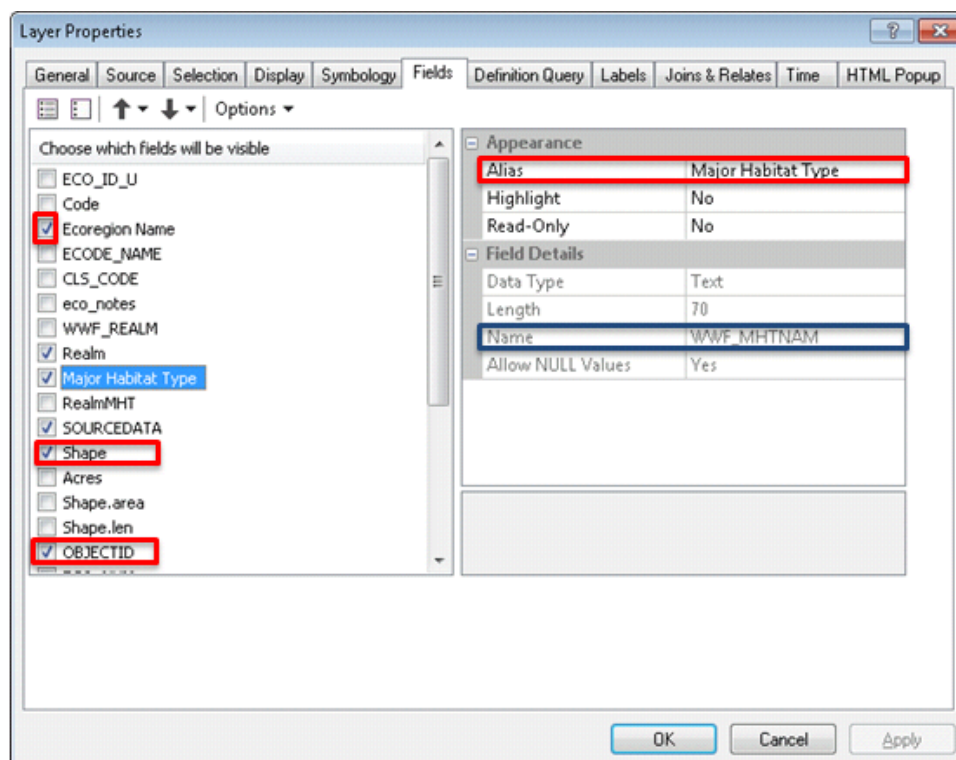 Layer Properties
General Source Selection Display Symbology Fields Definition Query Labels Joins & Relates Time HTML Popup
Options
Choose which fields will be visible
ECO_ID_U
Code
Ecoregion Name
ECODE_NAME
CLS_CODE
eco_notes
WWF_REALM
Realm
Major Habitat Type
RealmMHT
SOURCEDATA
Shape
Acres
Shape.area
Shape.len
OBJECTID
Appearance
Alias Major Habitat Type
Highlight No
Read-Only No
Field Details
Data Type Text
Length 70
Name WWF_MHTNAM
Allow NULL Values Yes
OK Cancel Apply